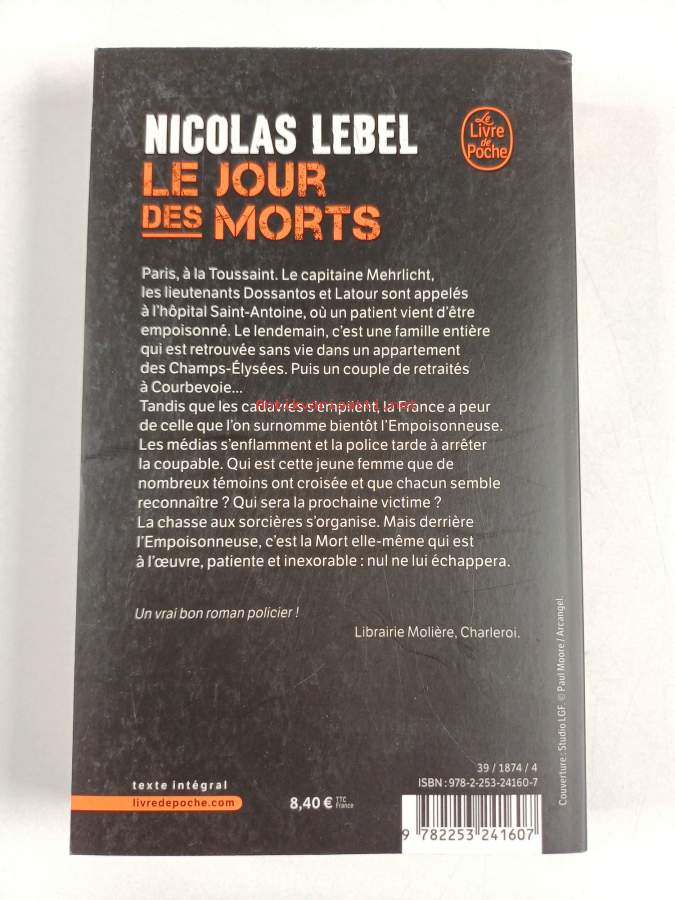 NICOLAS LEBEL
Le Livre de Poche
LE JOUR
DES MORTS
Paris, à la Toussaint. Le capitaine Mehrlicht,
les lieutenants Dossantos et Latour sont appelés
à l'hôpital Saint-Antoine, où un patient vient d'être
empoisonné. Le lendemain, c'est une famille entière
qui est retrouvée sans vie dans un appartement
des Champs-Élysées. Puis un couple de retraités
à Courbevoie...
Tandis que les cadavres s'empilent, la France a peur
de celle que l'on surnomme bientôt l'Empoisonneuse.
Les médias s'enflamment et la police tarde à arrêter
la coupable. Qui est cette jeune femme que de
nombreux témoins ont croisée et que chacun semble
reconnaître ? Qui sera la prochaine victime ?
La chasse aux sorcières s'organise. Mais derrière
l'Empoisonneuse, c'est la Mort elle-même qui est
à l'œuvre, patiente et inexorable : nul ne lui échappera.
Un vrai bon roman policier !
Librairie Molière, Charleroi.
Couverture : Studio LGF. © Paul Moore / Arcangel.
39 / 1874 / 4
ISBN : 978-2-253-24160-7
texte intégral
livredepoche.com
8,40 € TTC France
9 782253 241607